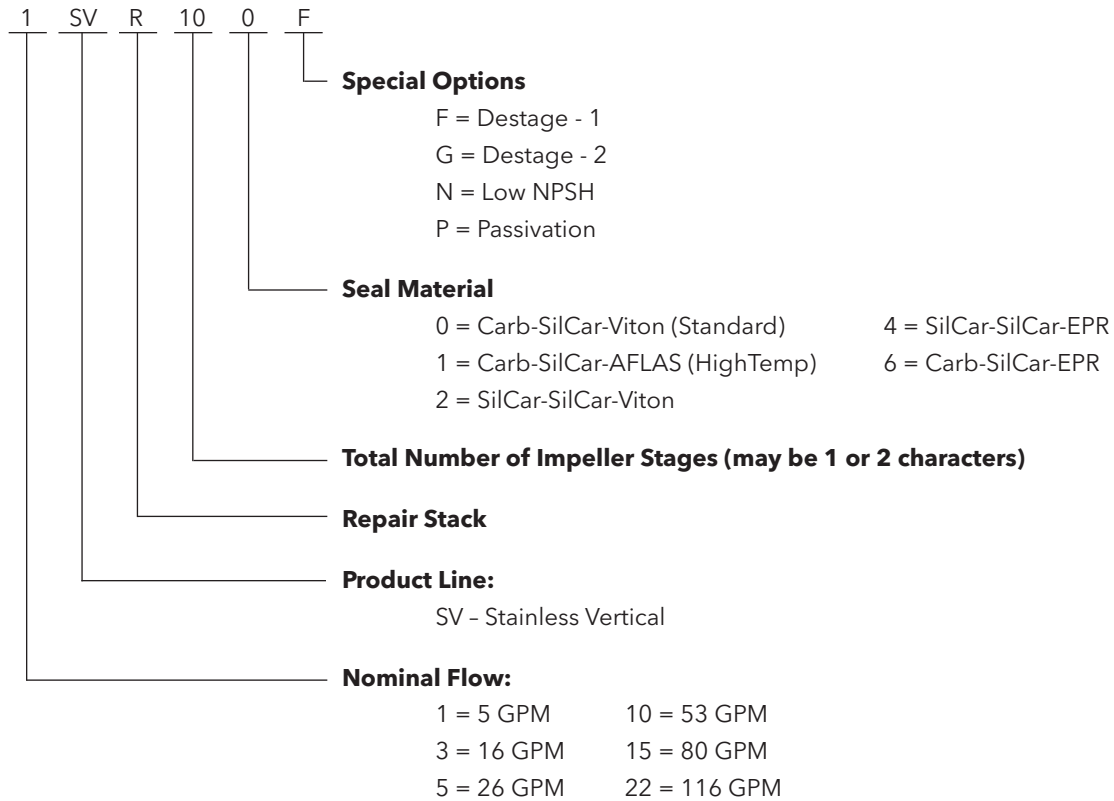 1 SV R 10 0 F
Special Options
F = Destage - 1
G = Destage - 2
N = Low NPSH
P = Passivation
Seal Material
0 = Carb-SilCar-Viton (Standard) 4 = SilCar-SilCar-EPR
1 = Carb-SilCar-AFLAS (HighTemp) 6 = Carb-SilCar-EPR
2 = SilCar-SilCar-Viton
Total Number of Impeller Stages (may be 1 or 2 characters)
Repair Stack
Product Line:
SV – Stainless Vertical
Nominal Flow:
1 = 5 GPM 10 = 53 GPM
3 = 16 GPM 15 = 80 GPM
5 = 26 GPM 22 = 116 GPM